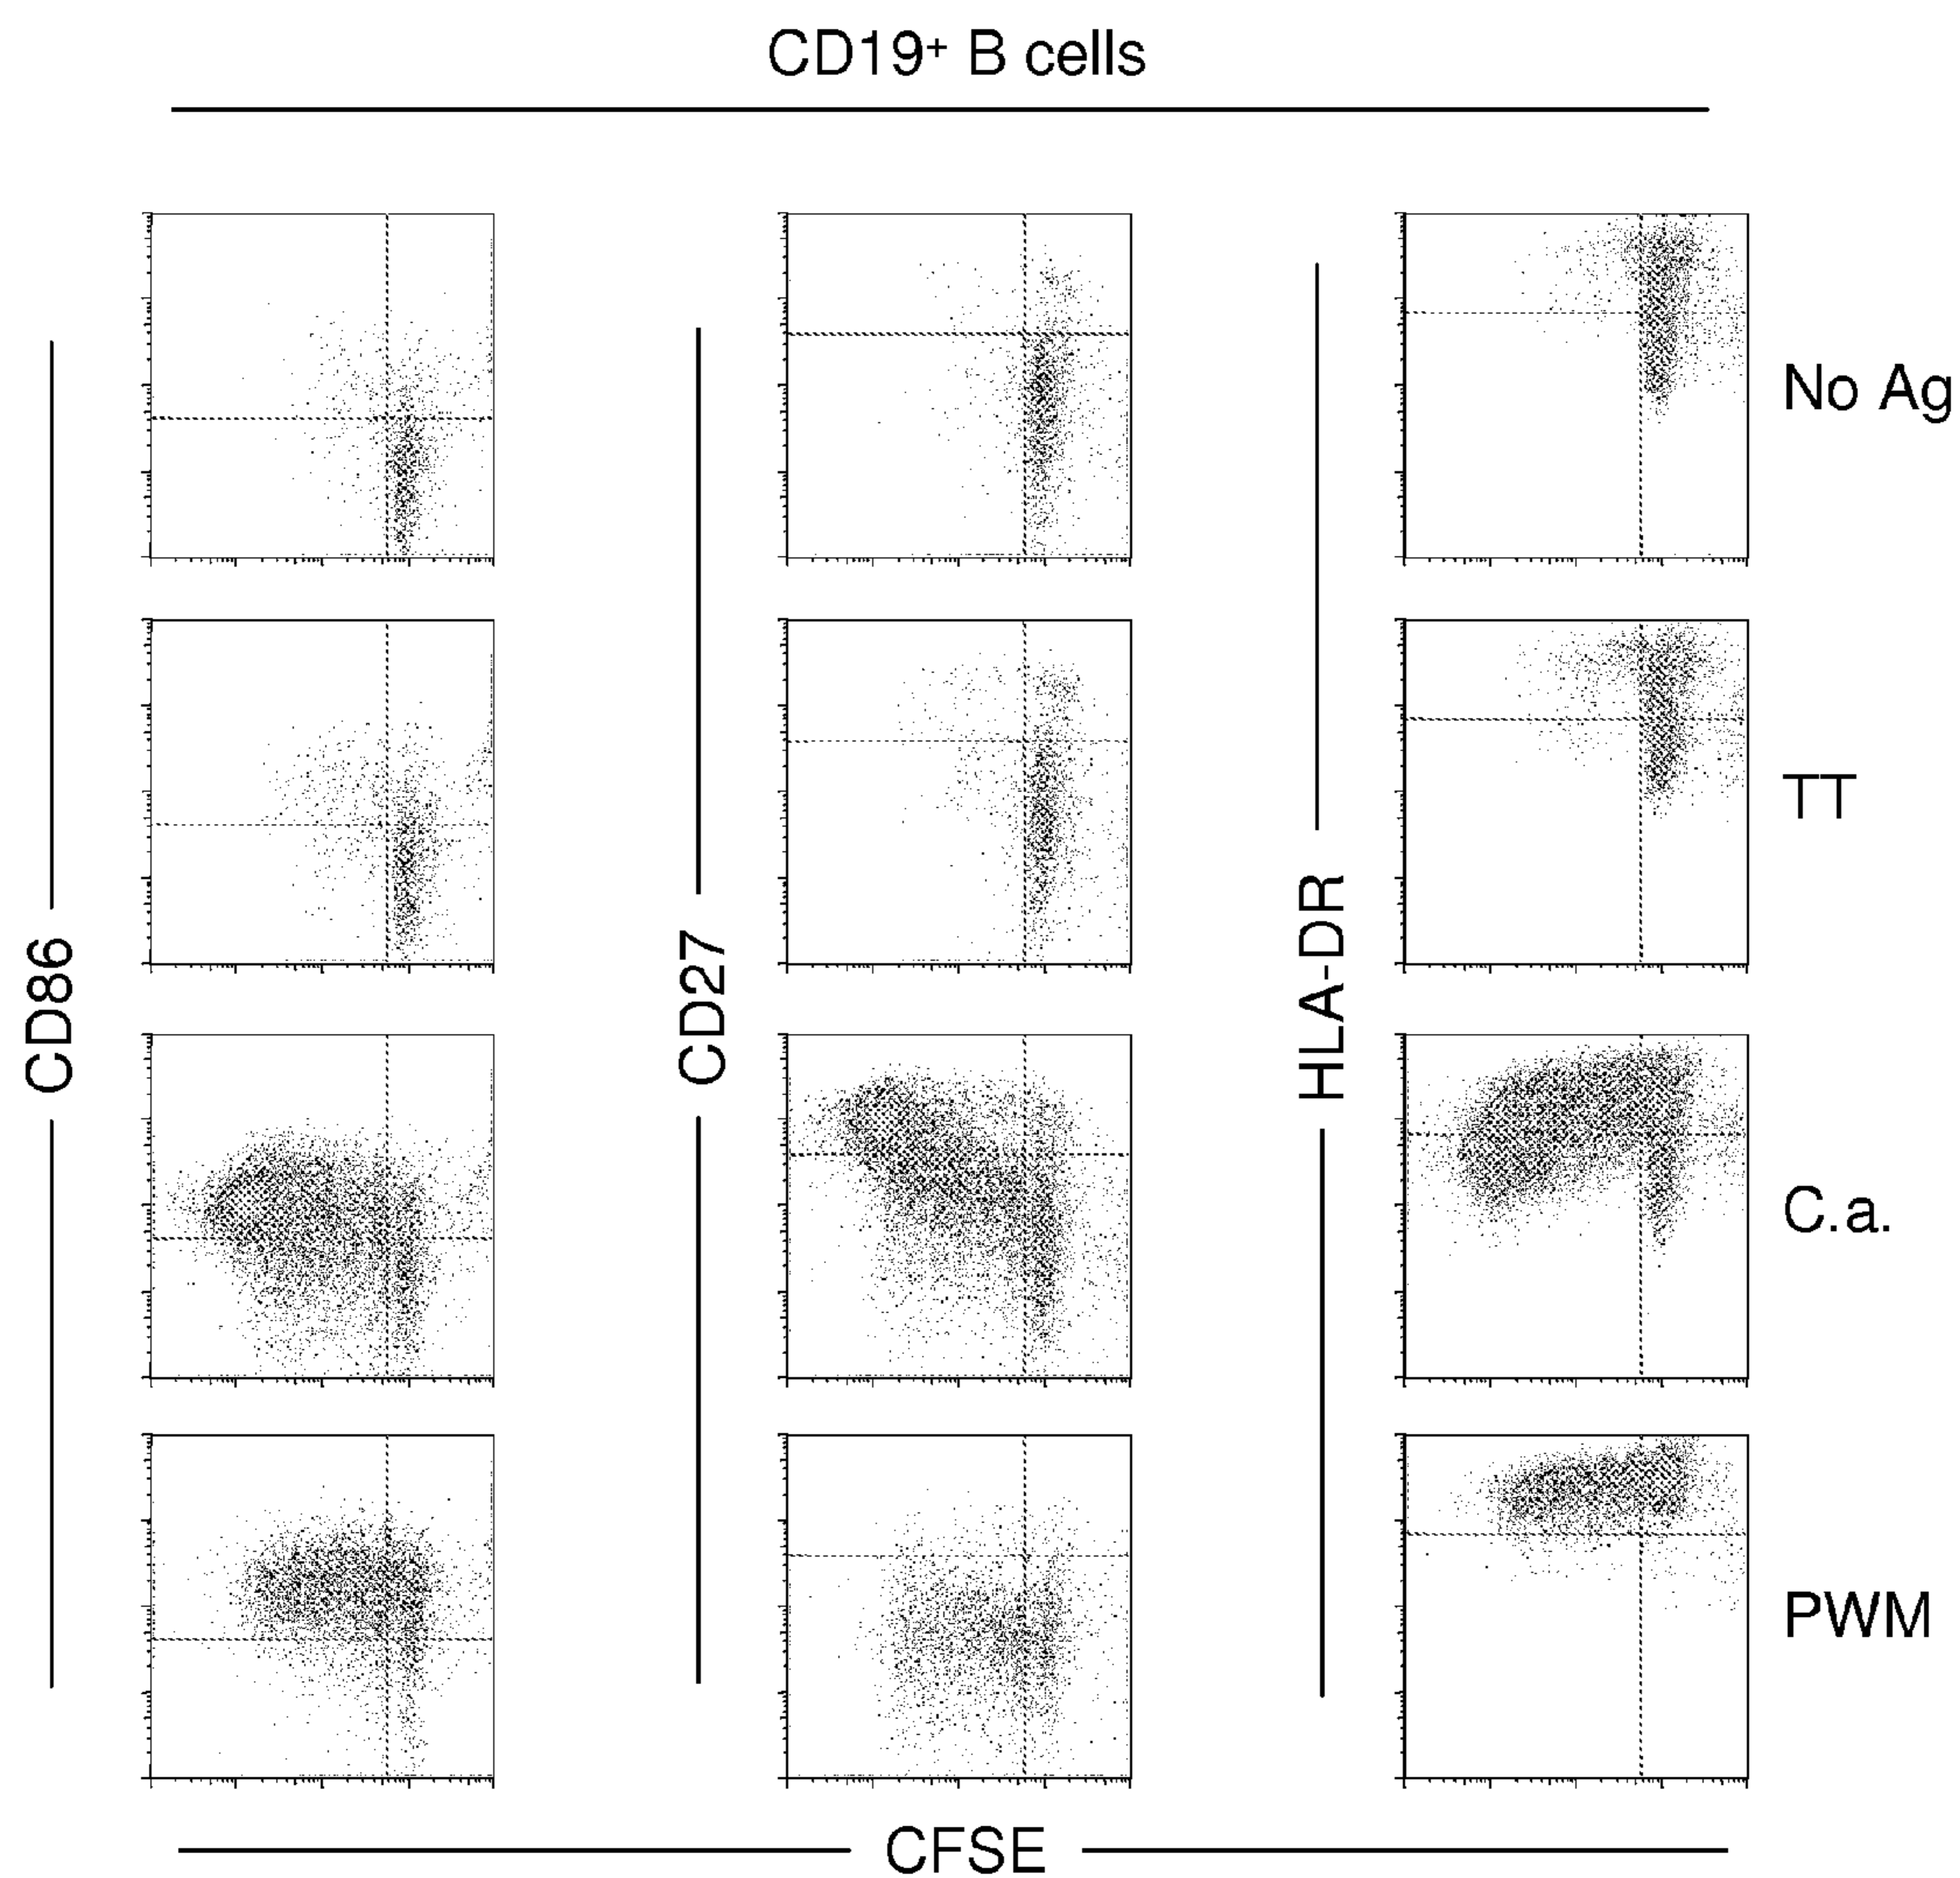 CD19⁺ B cells
No Ag
TT
CD86
CD27
HLA-DR
C.a.
PWM
CFSE